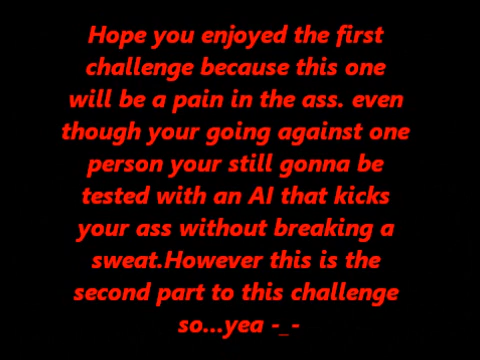 Hope you enjoyed the first
challenge because this one
will be a pain in the ass. even
though your going against one
person your still gonna be
tested with an AI that kicks
your ass without breaking a
sweat.However this is the
second part to this challenge
so...yea -_-